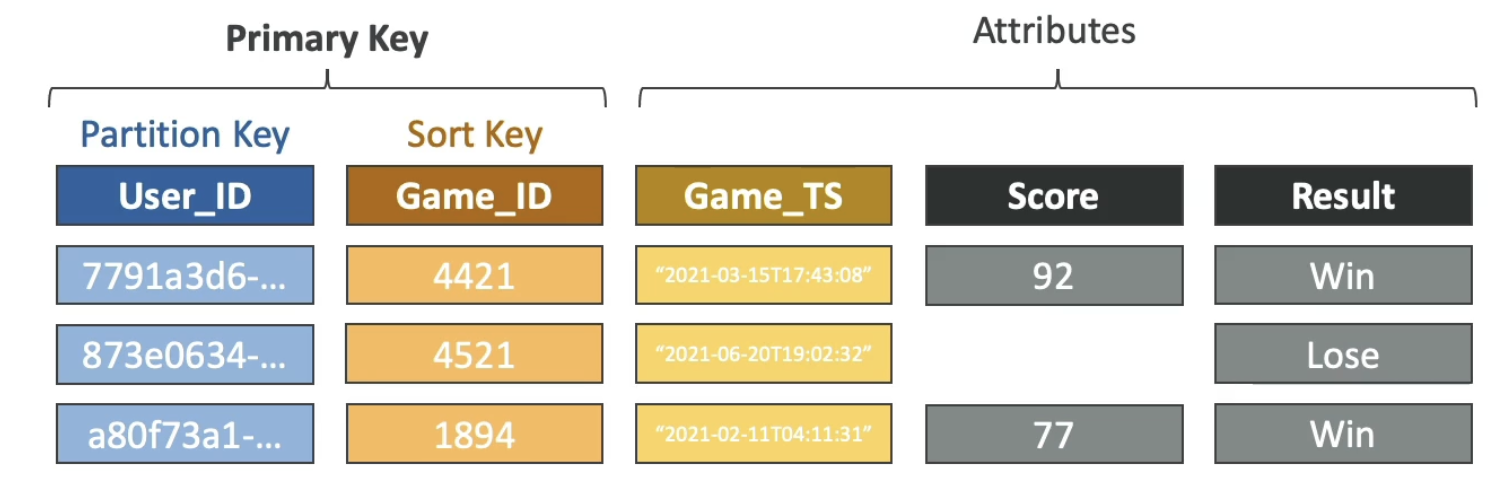 Primary Key
Attributes
Partition Key
Sort Key
User_ID
Game_ID
Game_TS
Score
Result
7791a3d6-...
4421
“2021-03-15T17:43:08”
92
Win
873e0634-...
4521
“2021-06-20T19:02:32”
Lose
a80f73a1-...
1894
“2021-02-11T04:11:31”
77
Win